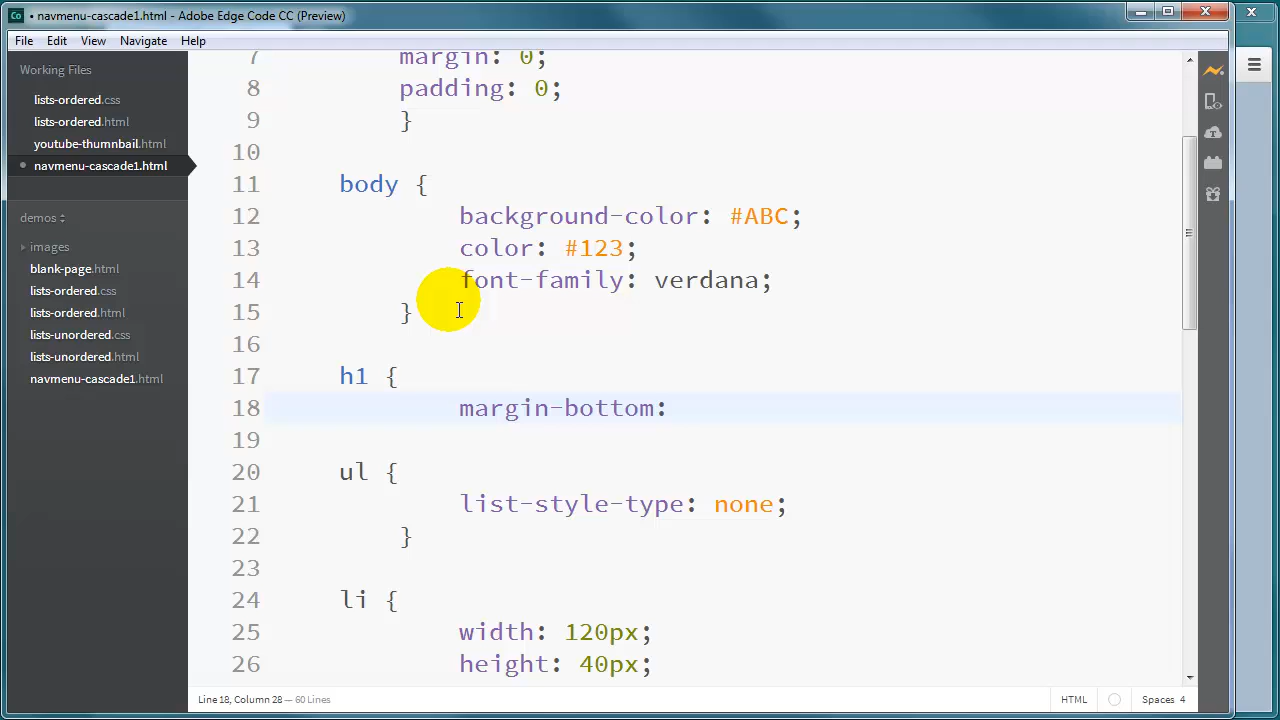 Co • navmenu-cascade1.html - Adobe Edge Code CC (Preview)
File Edit View Navigate Help
Working Files
lists-ordered.css
lists-ordered.html
youtube-thumnbail.html
navmenu-cascade1.html
demos
images
blank-page.html
lists-ordered.css
lists-ordered.html
lists-unordered.css
lists-unordered.html
navmenu-cascade1.html
7 margin: 0;
8 padding: 0;
9 }
10
11 body {
12 background-color: #ABC;
13 color: #123;
14 font-family: verdana;
15 }
16
17 h1 {
18 margin-bottom:
19
20 ul {
21 list-style-type: none;
22 }
23
24 li {
25 width: 120px;
26 height: 40px;
Line 18, Column 28 — 60 Lines
HTML
Spaces 4